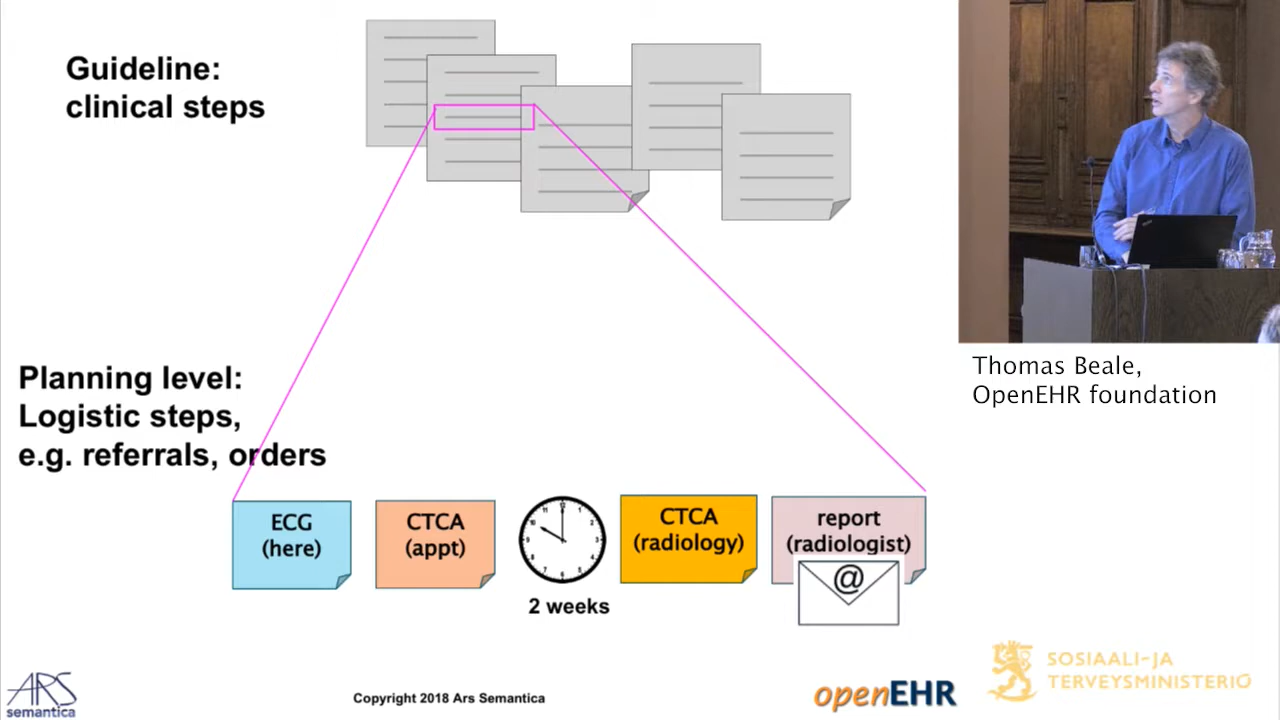 Guideline:
clinical steps
Thomas Beale,
OpenEHR foundation
Planning level:
Logistic steps,
e.g. referrals, orders
ECG
(here)
CTCA
(appt)
2 weeks
CTCA
(radiology)
report
(radiologist)
@
ARS
semantica
Copyright 2018 Ars Semantica
openEHR
SOSIAALI-JA
TERVEYSMINISTERIÖ